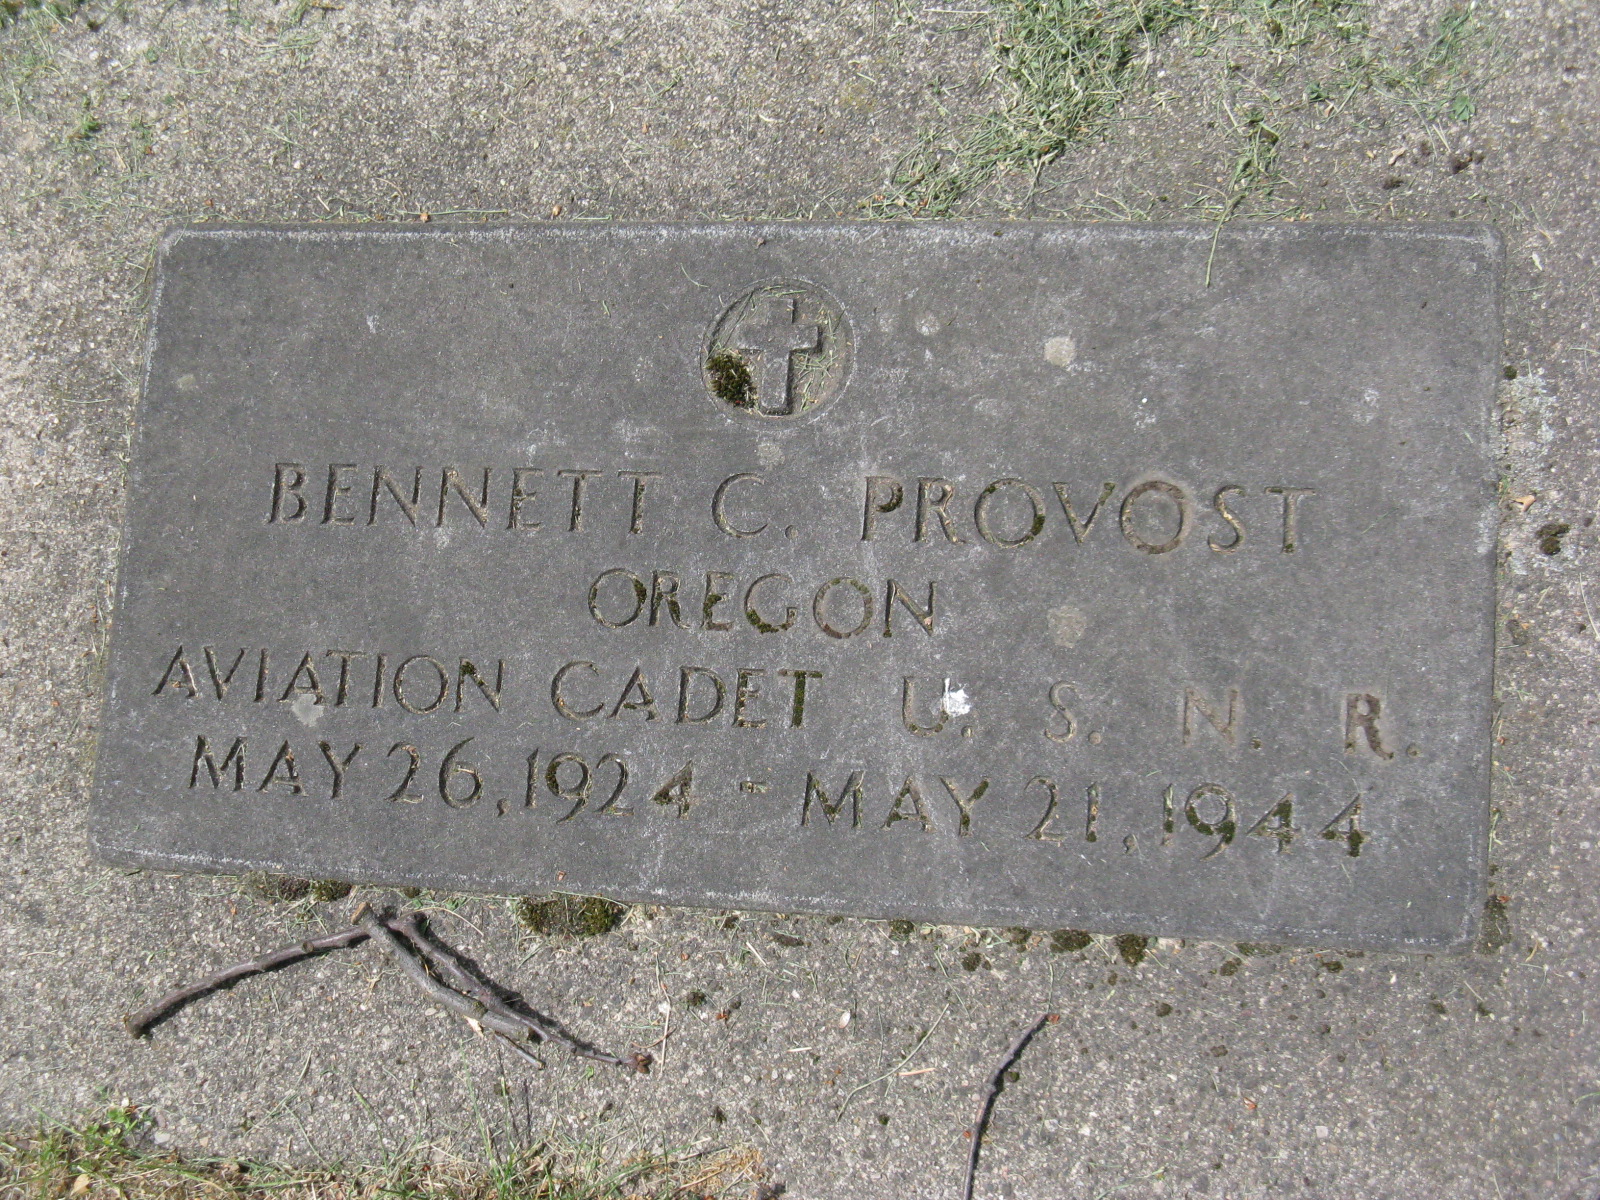 BENNETT C. PROVOST
OREGON
AVIATION CADET U. S. N. R.
MAY 26, 1924 - MAY 21, 1944